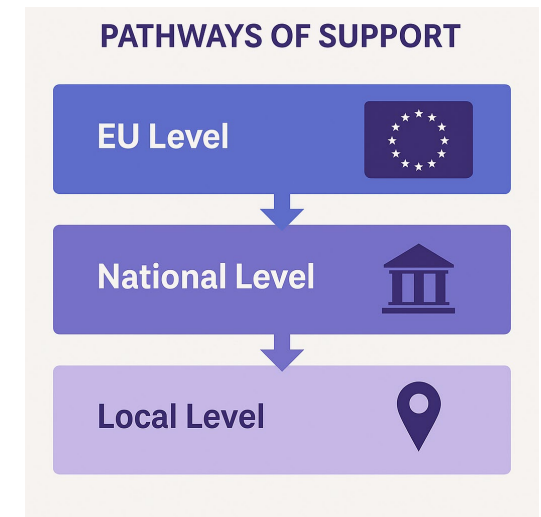 PATHWAYS OF SUPPORT
EU Level
National Level
Local Level